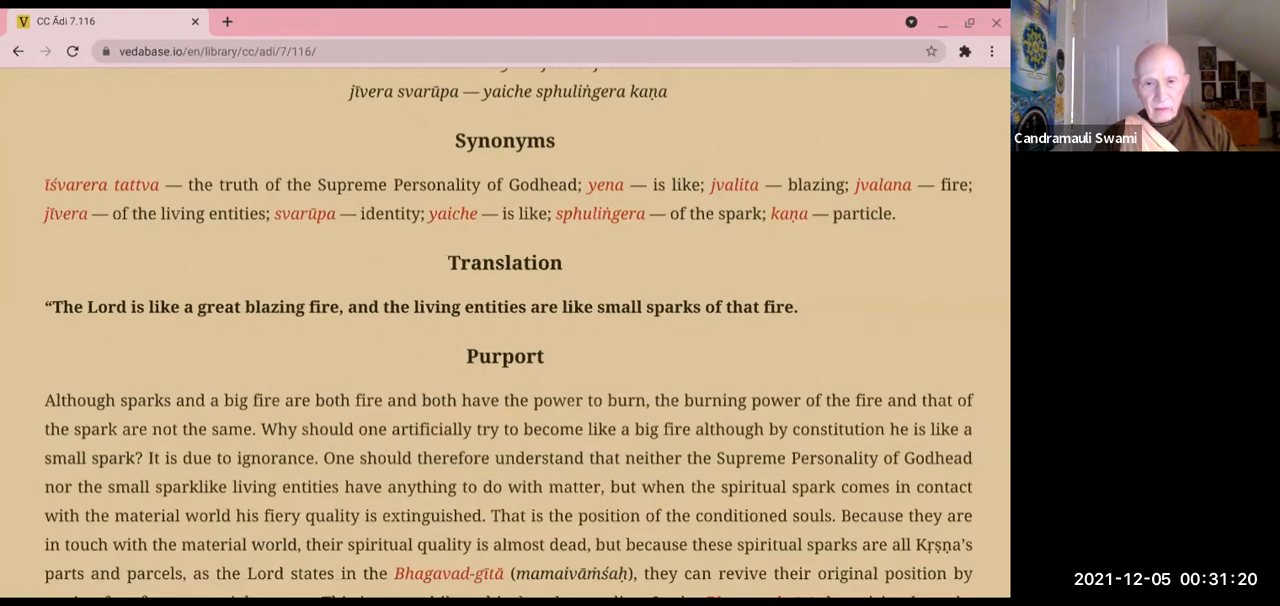 CC Ādi 7.116
vedabase.io/en/library/cc/adi/7/116/
jīvera svarūpa — yaiche sphuliṅgera kaṇa
Synonyms
īśvarera tattva — the truth of the Supreme Personality of Godhead; yena — is like; jvalita — blazing; jvalana — fire;
jīvera — of the living entities; svarūpa — identity; yaiche — is like; sphuliṅgera — of the spark; kaṇa — particle.
Translation
“The Lord is like a great blazing fire, and the living entities are like small sparks of that fire.
Purport
Although sparks and a big fire are both fire and both have the power to burn, the burning power of the fire and that of
the spark are not the same. Why should one artificially try to become like a big fire although by constitution he is like a
small spark? It is due to ignorance. One should therefore understand that neither the Supreme Personality of Godhead
nor the small sparklike living entities have anything to do with matter, but when the spiritual spark comes in contact
with the material world his fiery quality is extinguished. That is the position of the conditioned souls. Because they are
in touch with the material world, their spiritual quality is almost dead, but because these spiritual sparks are all Kṛṣṇa’s
parts and parcels, as the Lord states in the Bhagavad-gītā (mamaivāṁśaḥ), they can revive their original position by
Candramauli Swami
2021-12-05 00:31:20